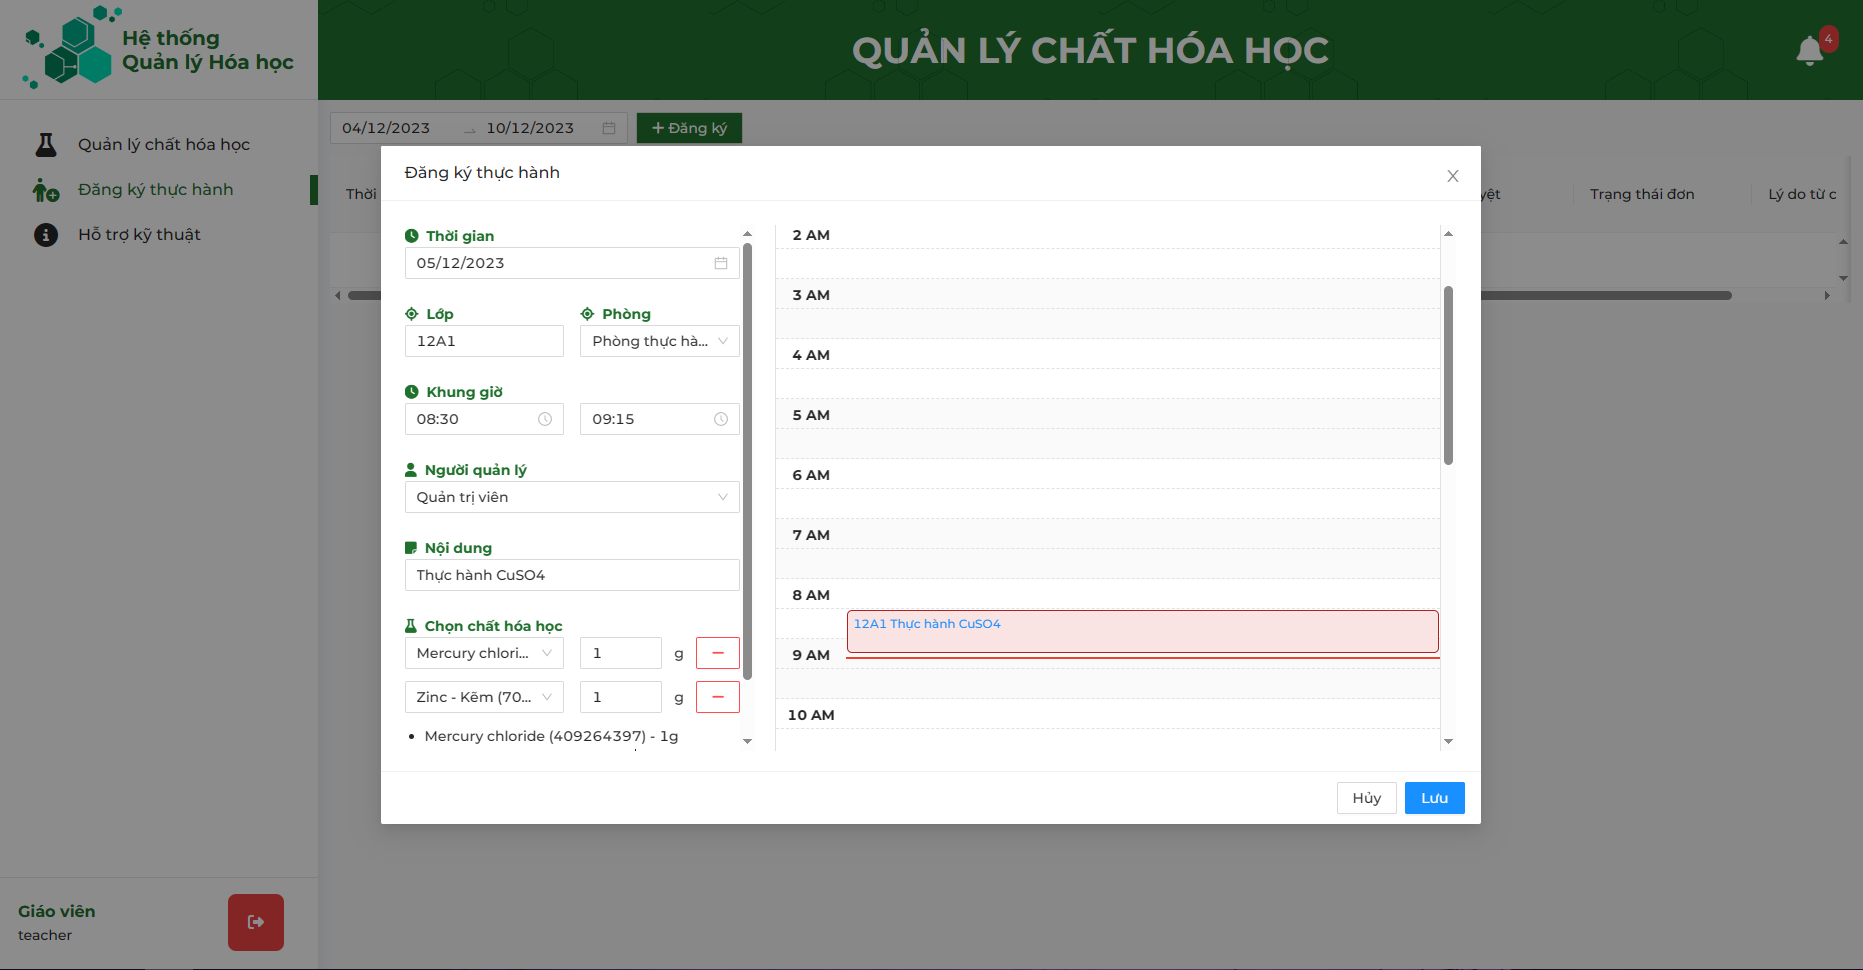 Hệ thống
Quản lý Hóa học
QUẢN LÝ CHẤT HÓA HỌC
4
Quản lý chất hóa học
Đăng ký thực hành
Hỗ trợ kỹ thuật
04/12/2023
10/12/2023
Đăng ký
Thời
yệt
Trạng thái đơn
Lý do từ c
Đăng ký thực hành
Thời gian
05/12/2023
Lớp
Phòng
12A1
Phòng thực hà...
Khung giờ
08:30
09:15
Người quản lý
Quản trị viên
Nội dung
Thực hành CuSO4
Chọn chất hóa học
Mercury chlori...
1
g
Zinc - Kẽm (70...
1
g
Mercury chloride (409264397) - 1g
2 AM
3 AM
4 AM
5 AM
6 AM
7 AM
8 AM
12A1 Thực hành CuSO4
9 AM
10 AM
Hủy
Lưu
Giáo viên
teacher